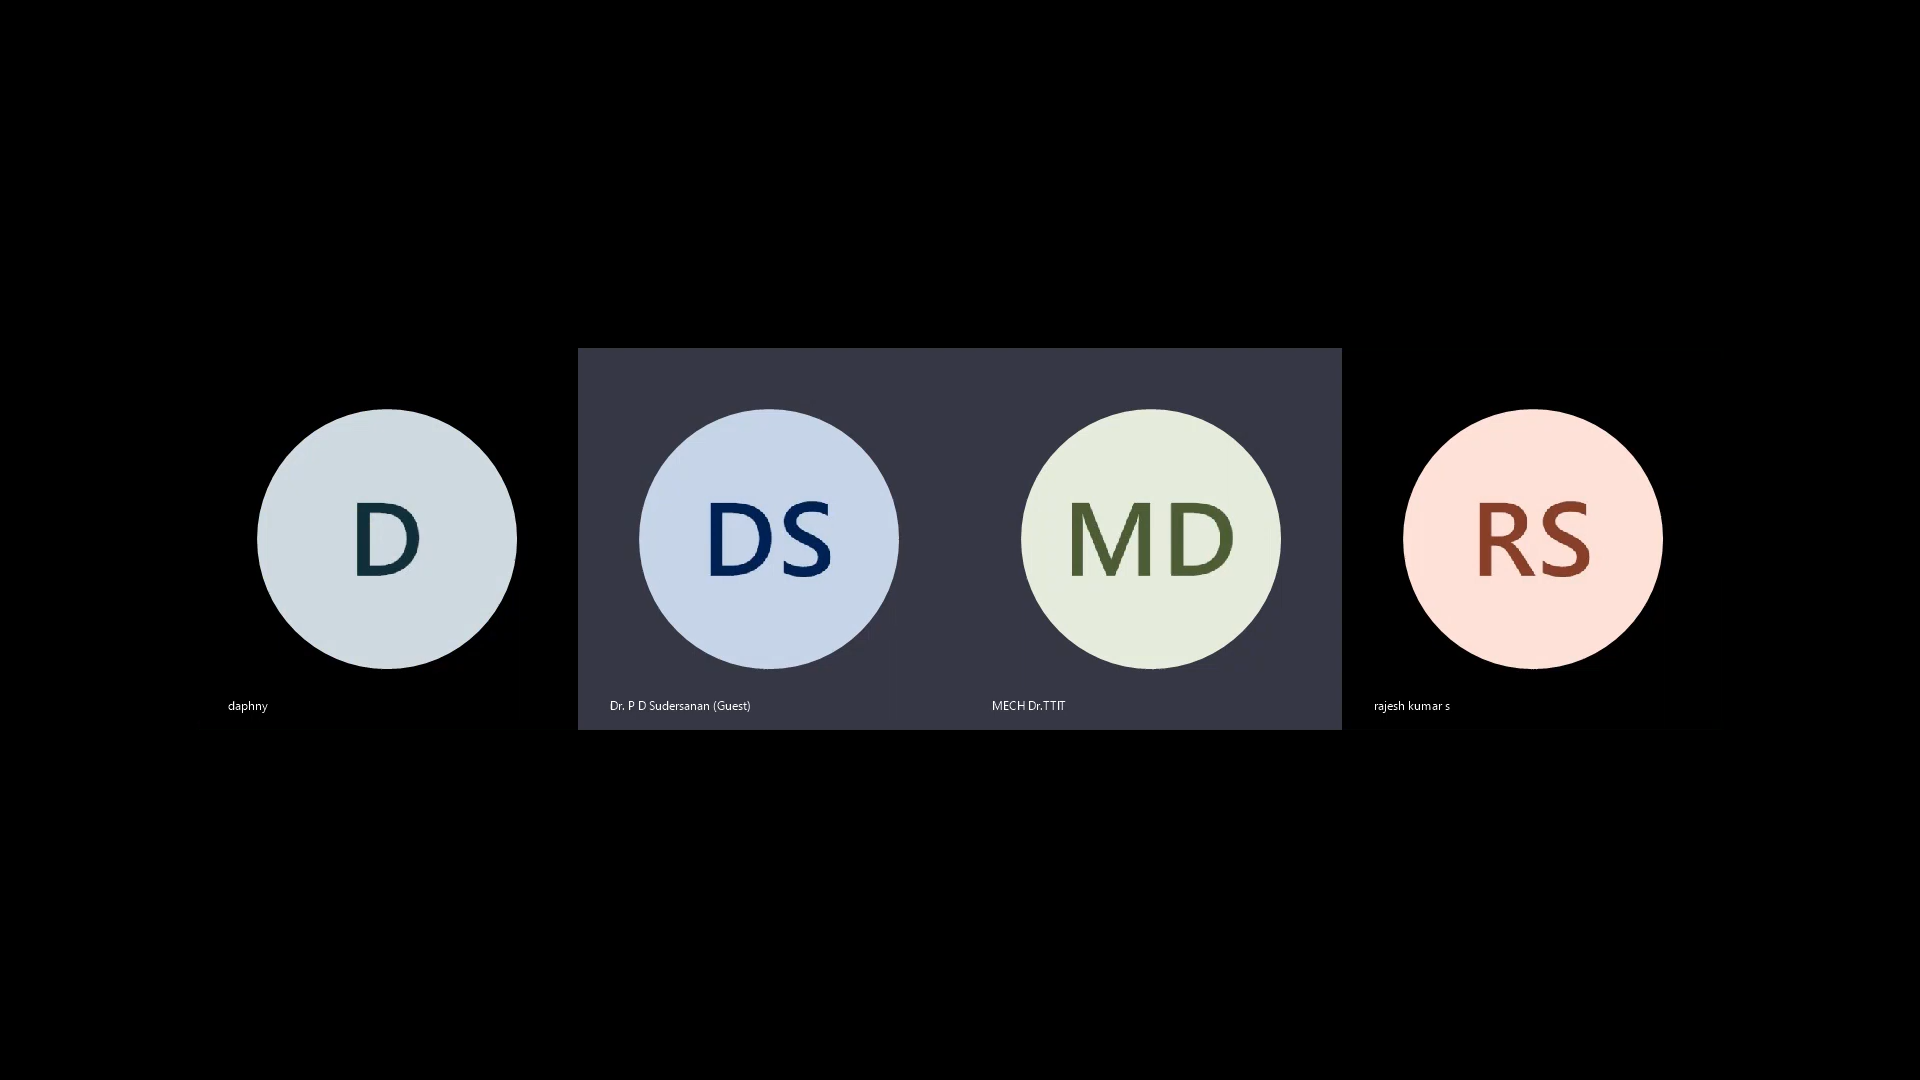 D
DS
MD
RS
daphny
Dr. P D Sudersanan (Guest)
MECH Dr.TTIT
rajesh kumar s